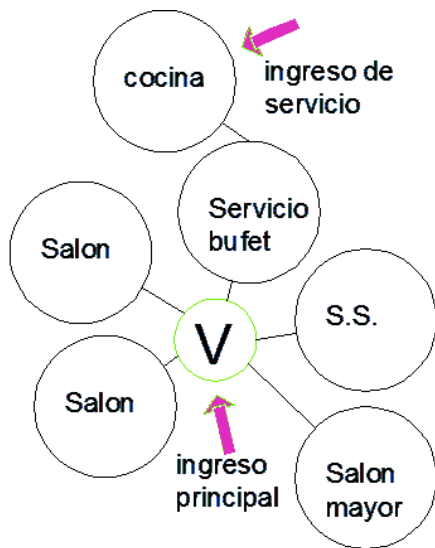 cocina
ingreso de
servicio
Servicio
bufet
Salon
S.S.
V
Salon
ingreso
principal
Salon
mayor